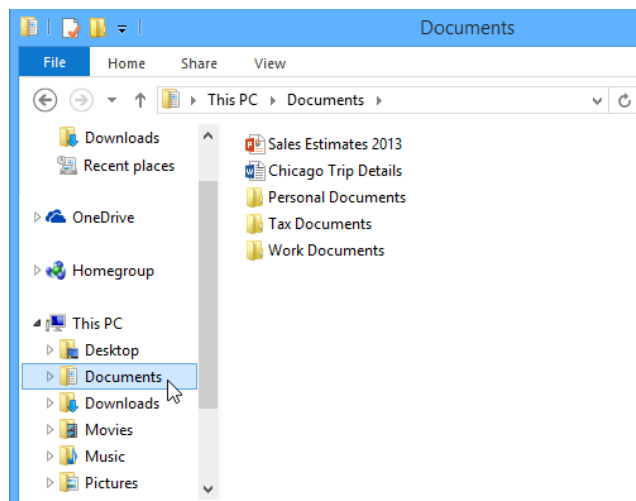 Documents
File Home Share View
This PC Documents
Downloads
Recent places
OneDrive
Homegroup
This PC
Desktop
Documents
Downloads
Movies
Music
Pictures
Sales Estimates 2013
Chicago Trip Details
Personal Documents
Tax Documents
Work Documents